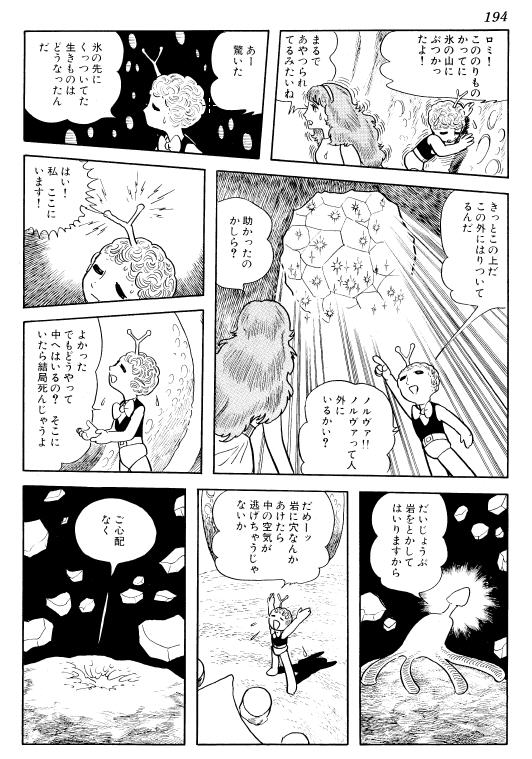 194
ロミ！
こののりもの
かってに
氷の山に
ぶつかっ
たよ！
まるで
あやつられ
てるみたいね
あー
驚いた
氷の先に
くっついてた
生きものは
どうなったん
だ
きっとこの上だ
この外にはりついて
るんだ
助かったの
かしら？
ノルヴァ!!
ノルヴァって人
外に
いるかい？
はい！
私 ここに
います！
よかった
でもどうやって
中へはいるの？ そこに
いたら結局死んじゃうよ
だいじょうぶ
岩をとかして
はいりますから
だめーッ
岩に穴なんか
あけたら
中の空気が
逃げちゃうじゃ
ないか
ご心配
なく